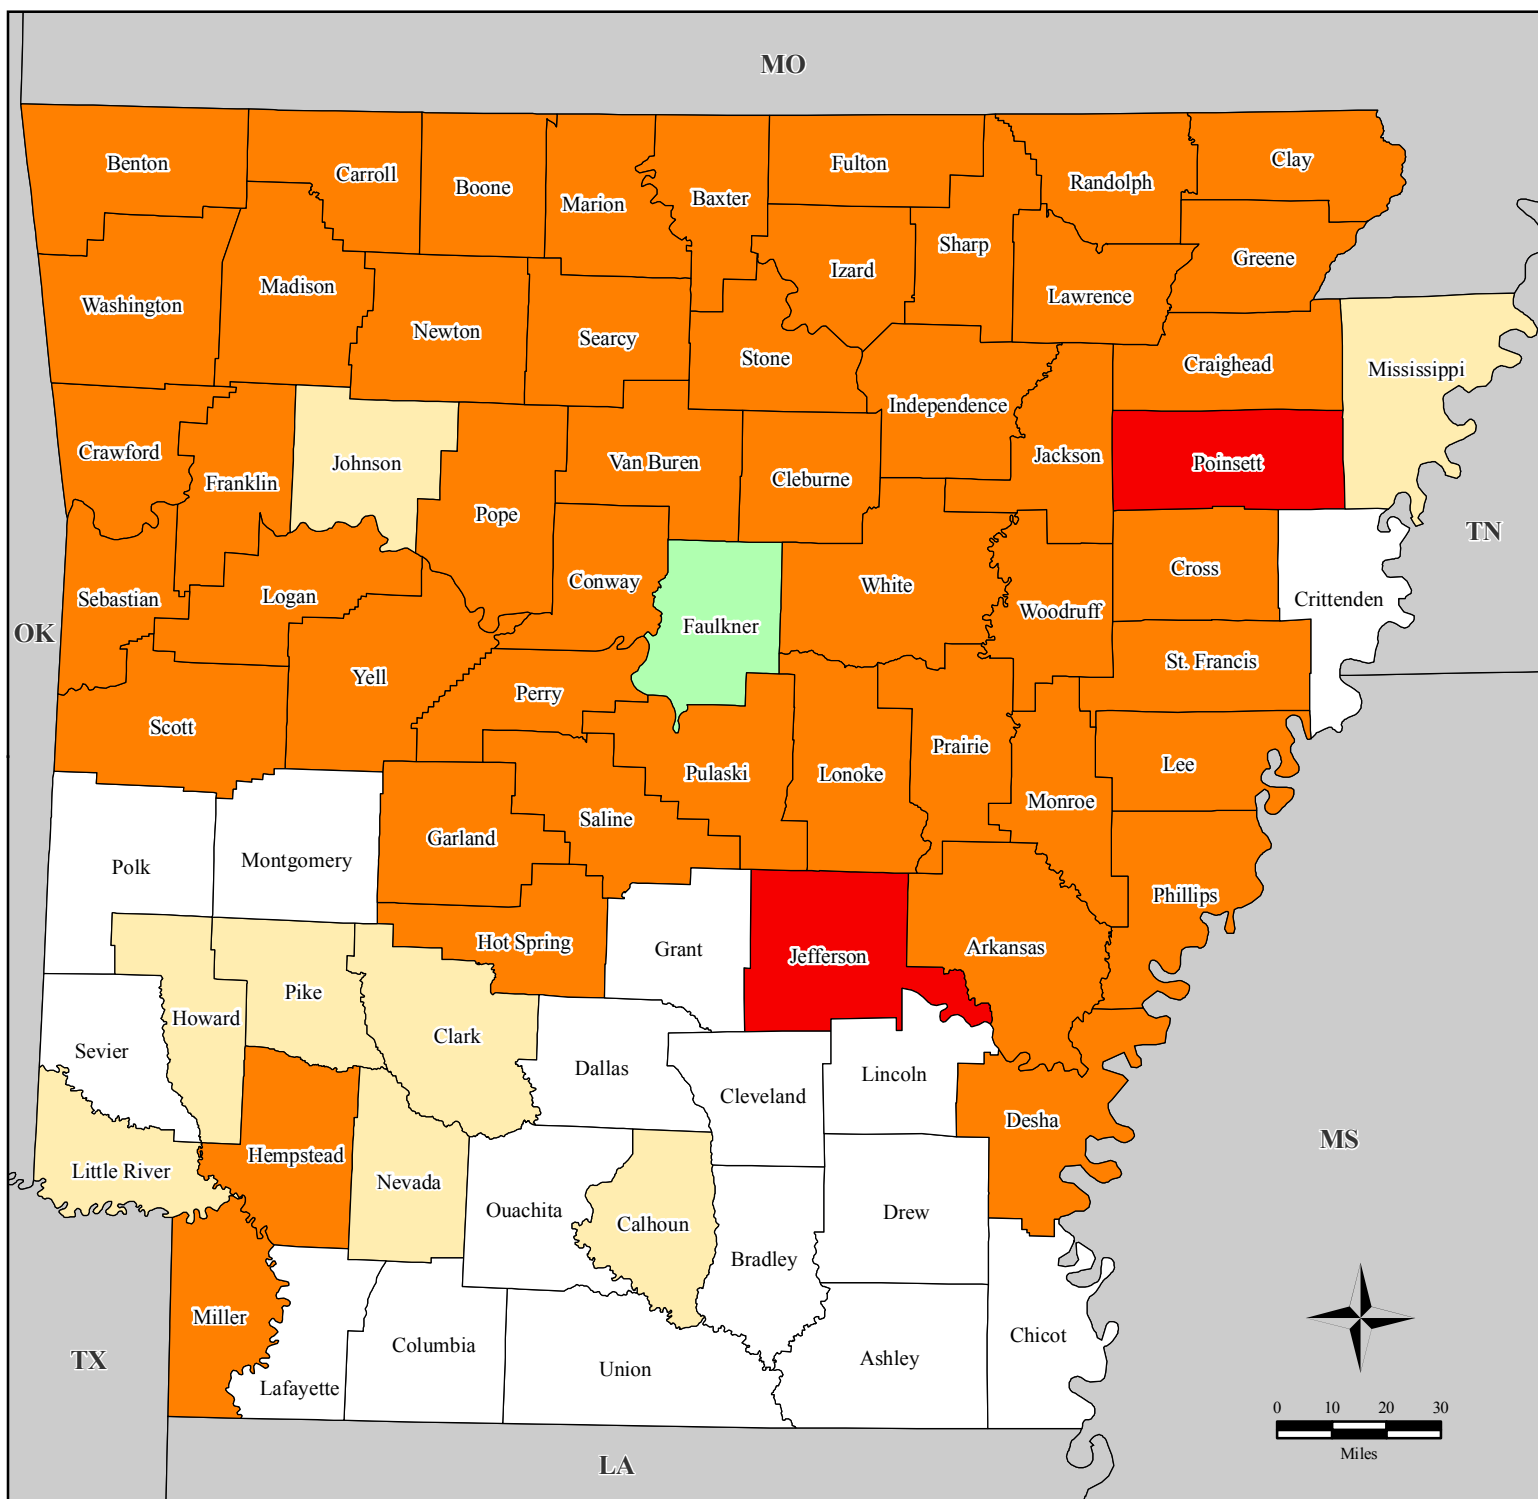 MO
Benton
Carroll
Boone
Marion
Baxter
Fulton
Randolph
Clay
Sharp
Izard
Greene
Washington
Madison
Lawrence
Newton
Searcy
Stone
Craighead
Mississippi
Independence
Crawford
Franklin
Johnson
Van Buren
Cleburne
Jackson
Poinsett
Pope
TN
Sebastian
Logan
Conway
White
Cross
Woodruff
Crittenden
OK
Faulkner
St. Francis
Yell
Perry
Scott
Prairie
Pulaski
Lonoke
Lee
Monroe
Garland
Saline
Polk
Montgomery
Phillips
Hot Spring
Grant
Jefferson
Arkansas
Pike
Howard
Clark
Sevier
Dallas
Lincoln
Cleveland
Desha
MS
Hempstead
Little River
Nevada
Ouachita
Calhoun
Drew
Bradley
Miller
Columbia
Chicot
TX
Lafayette
Union
Ashley
0 10 20 30
Miles
LA